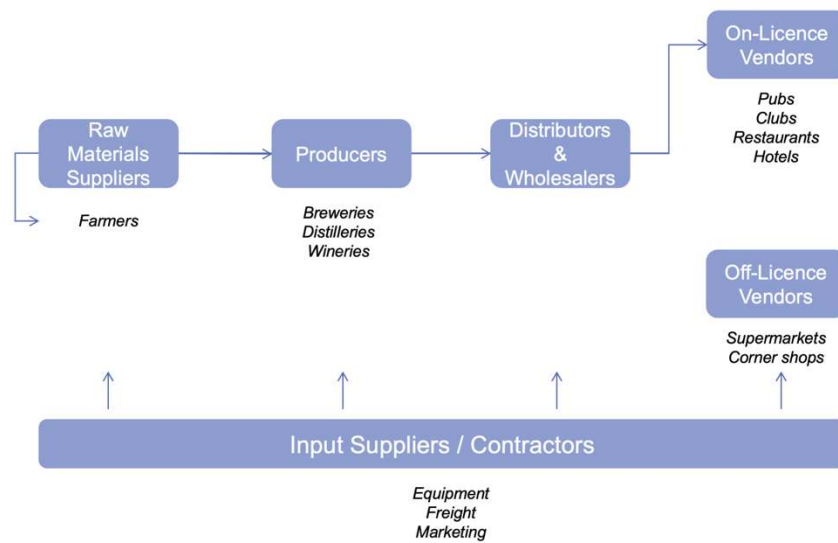 On-Licence
Vendors
Pubs
Clubs
Restaurants
Hotels
Raw
Materials
Suppliers
Farmers
Producers
Breweries
Distilleries
Wineries
Distributors
&
Wholesalers
Off-Licence
Vendors
Supermarkets
Corner shops
Input Suppliers / Contractors
Equipment
Freight
Marketing